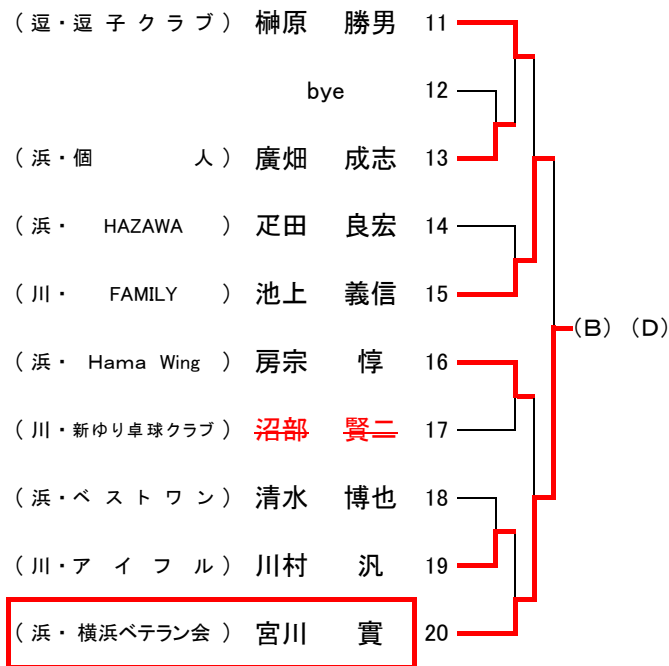 (逗・逗子クラブ) 榊原 勝男 11
bye 12
(浜・個 人) 廣畑 成志 13
(浜・ HAZAWA ) 疋田 良宏 14
(川・ FAMILY ) 池上 義信 15
(B) (D)
(浜・ Hama Wing) 房宗 惇 16
(川・新ゆり卓球クラブ) 沼部 賢二 17
(浜・ベストワン) 清水 博也 18
(川・アイフル) 川村 汎 19
(浜・横浜ベテラン会) 宮川 實 20